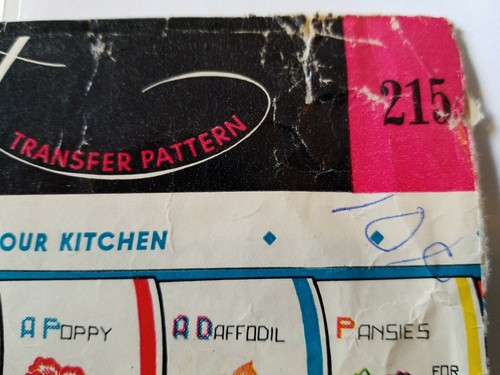 215
TRANSFER PATTERN
OUR KITCHEN
A POPPY
A DAFFODIL
PANSIES
FOR